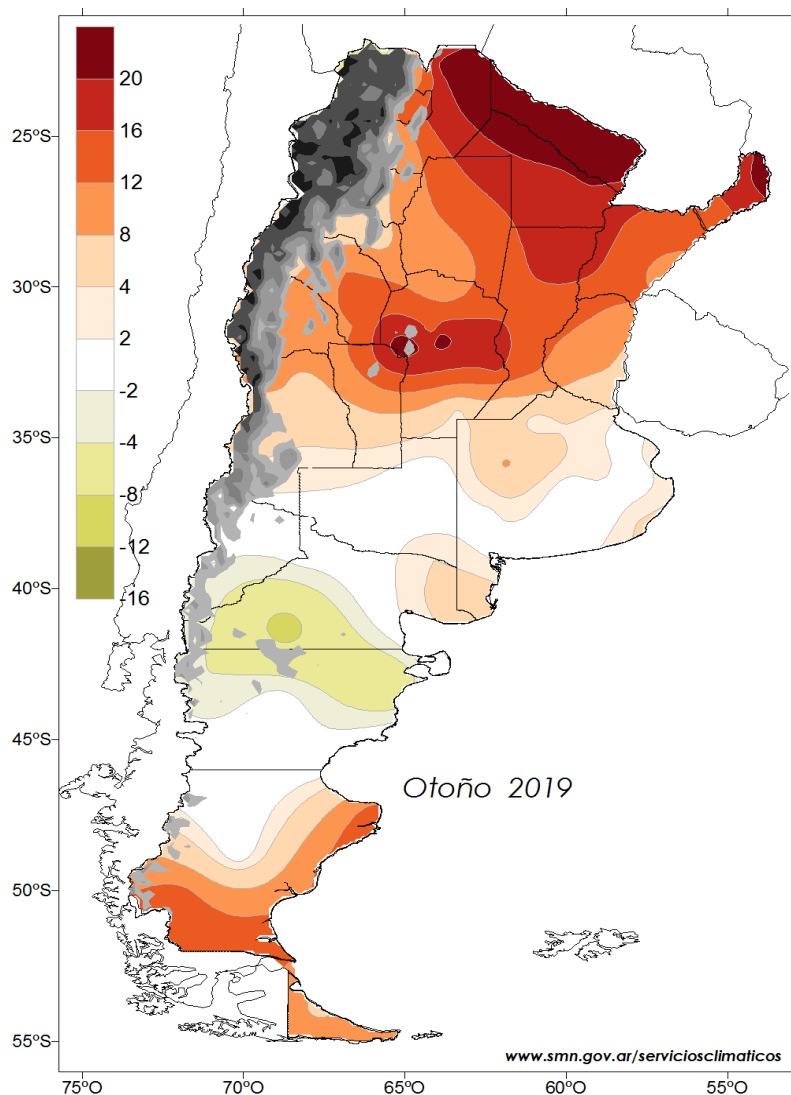 20
16
12
8
4
2
-2
-4
-8
-12
-16
25ºS
30ºS
35ºS
40ºS
45ºS
50ºS
55ºS
Otoño 2019
www.smn.gov.ar/serviciosclimaticos
75ºO 70ºO 65ºO 60ºO 55ºO